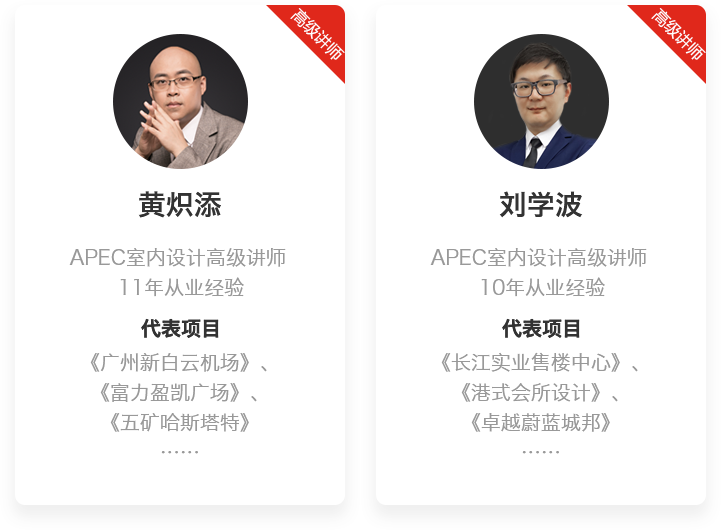 高级讲师
黄炽添
APEC室内设计高级讲师
11年从业经验
代表项目
《广州新白云机场》、
《富力盈凯广场》、
《五矿哈斯塔特》
······
高级讲师
刘学波
APEC室内设计高级讲师
10年从业经验
代表项目
《长江实业售楼中心》、
《港式会所设计》、
《卓越蔚蓝城邦》
······